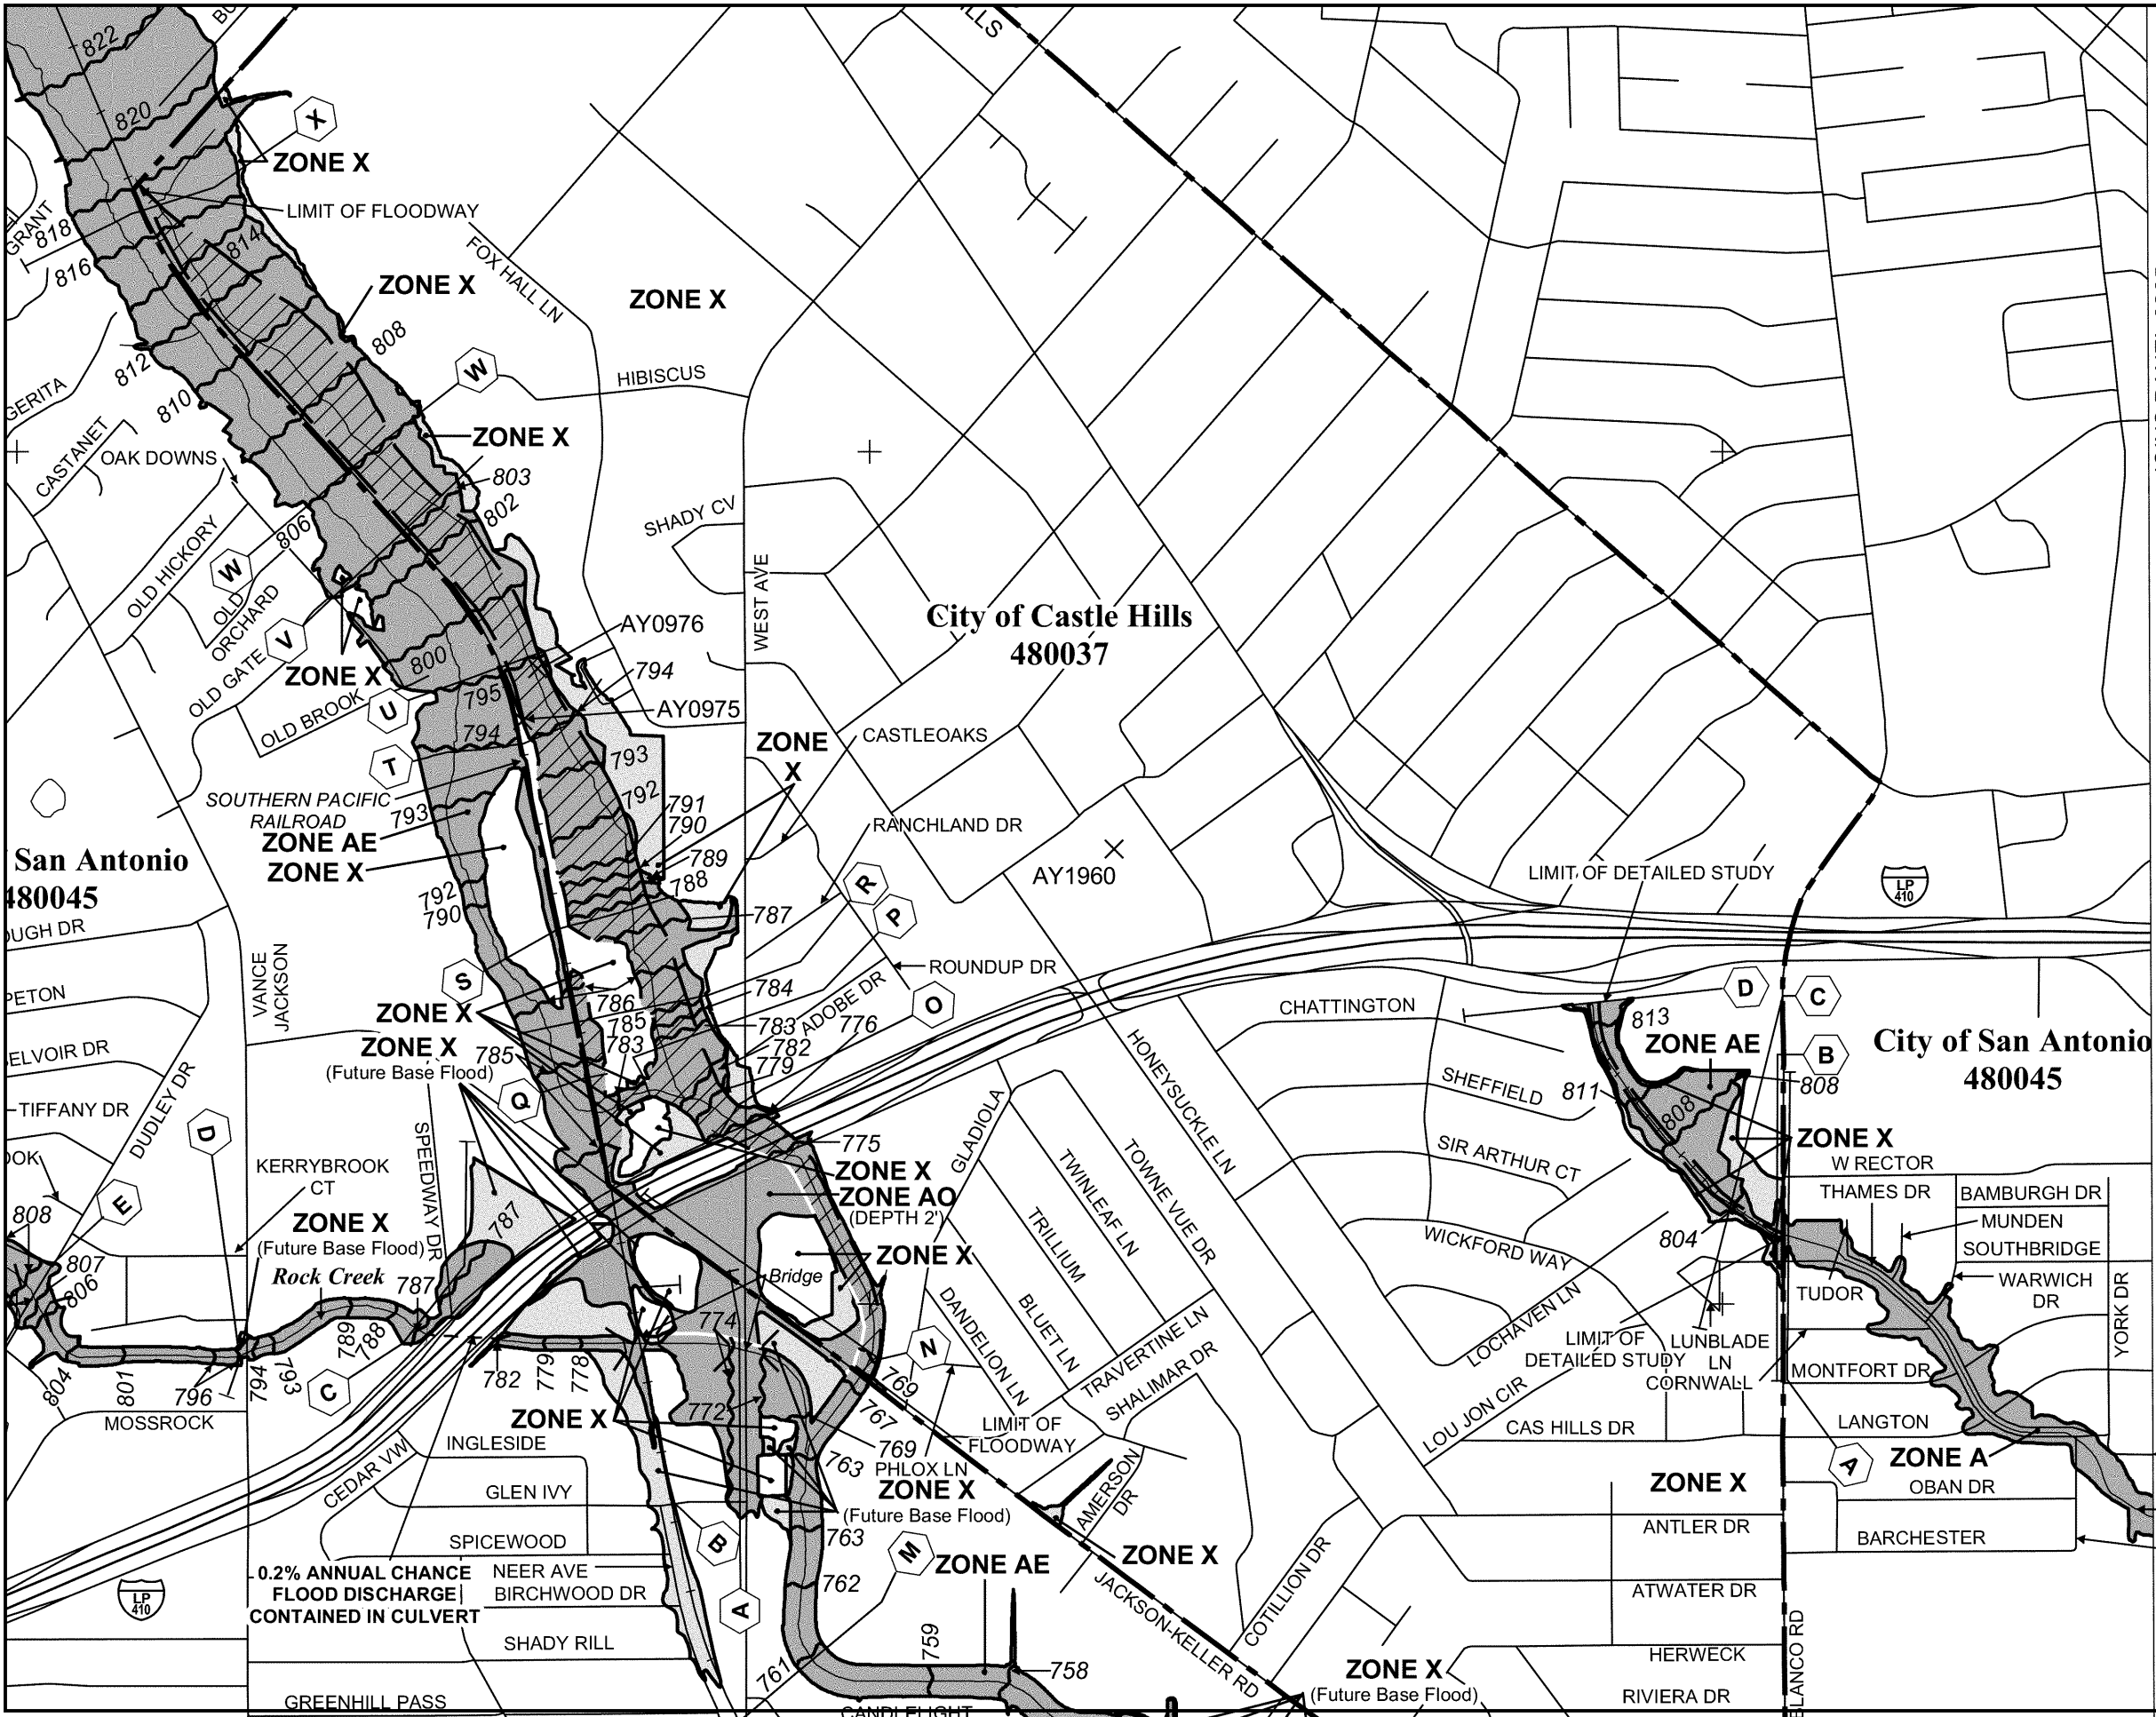 822
820
X
ZONE X
LIMIT OF FLOODWAY
GRANT
818
816
814
ZONE X
FOX HALL LN
ZONE X
808
812
810
W
HIBISCUS
ZONE X
CASTANET
OAK DOWNS
803
802
806
SHADY CV
OLD HICKORY
W
OLD
ORCHARD
V
WEST AVE
AY0976
City of Castle Hills
480037
ZONE X
800
794
OLD GATE
OLD BROOK
U
795
AY0975
794
T
793
ZONE
X
CASTLEOAKS
SOUTHERN PACIFIC
RAILROAD
793
792
791
790
RANCHLAND DR
ZONE AE
ZONE X
789
788
R
AY1960
LIMIT OF DETAILED STUDY
LP
410
San Antonio
480045
792
790
787
P
VANCE
JACKSON
S
ROUNDUP DR
786
784
ADOBE DR
O
ZONE X
785
783
783
776
782
779
CHATTINGTON
D
C
813
ZONE AE
B
City of San Antonio
480045
ZONE X
(Future Base Flood)
785
Q
HONEYSUCKLE LN
SHEFFIELD
811
808
808
TIFFANY DR
DUDLEY DR
D
SPEEDWAY DR
775
GLADIOLA
TWINLEAF LN
TOWNE VUE DR
SIR ARTHUR CT
ZONE X
W RECTOR
KERRYBROOK
CT
ZONE X
ZONE AO
(DEPTH 2')
THAMES DR
BAMBURGH DR
E
808
ZONE X
(Future Base Flood)
787
ZONE X
TRILLIUM
WICKFORD WAY
804
MUNDEN
SOUTHBRIDGE
807
806
Rock Creek
787
Bridge
DANDELION LN
BLUET LN
LOCHAVEN LN
TUDOR
WARWICH
DR
YORK DR
789
788
774
N
TRAVERTINE LN
SHALIMAR DR
LIMIT OF
DETAILED STUDY
LUNBLADE
LN
CORNWALL
MONTFORT DR
804
801
796
794
793
C
782
779
778
769
767
LOU JON CIR
MOSSROCK
ZONE X
772
LIMIT OF
FLOODWAY
CAS HILLS DR
LANGTON
INGLESIDE
CEDAR VW
763
769
PHLOX LN
AMERSON
DR
A
ZONE A
GLEN IVY
ZONE X
(Future Base Flood)
ZONE X
OBAN DR
SPICEWOOD
B
763
M
ANTLER DR
BARCHESTER
0.2% ANNUAL CHANCE
FLOOD DISCHARGE
CONTAINED IN CULVERT
NEER AVE
BIRCHWOOD DR
762
ZONE AE
ZONE X
LP
410
A
JACKSON-KELLER RD
COTILLION DR
ATWATER DR
SHADY RILL
759
761
758
ZONE X
(Future Base Flood)
HERWECK
BLANCO RD
GREENHILL PASS
RIVIERA DR